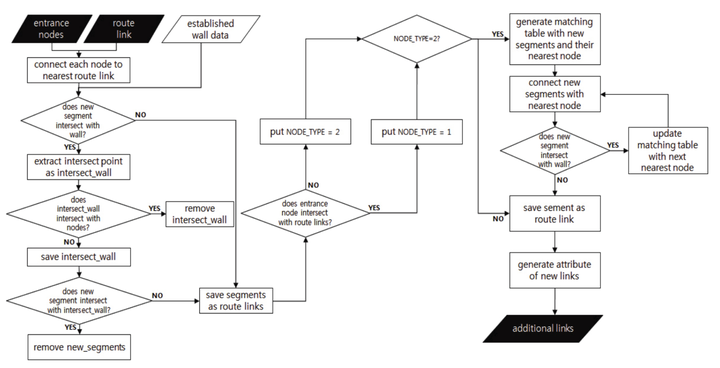 entrance
nodes
route
link
established
wall data
connect each node to
nearest route link
does new
segment
intersect with
wall?
NO
YES
extract intersect point
as intersect_wall
does
intersect_wall
intersect with
nodes?
YES
remove
intersect_wall
NO
save intersect_wall
does new
segment intersect
with intersect_wall?
NO
YES
remove new_segments
save segments
as route links
does entrance
node intersect
with route links?
NO
YES
put NODE_TYPE = 2
put NODE_TYPE = 1
NODE_TYPE=2?
YES
NO
generate matching
table with new
segments and their
nearest node
connect new
segments with
nearest node
does new
segment
intersect
with wall?
YES
update
matching table
with next
nearest node
NO
save sement as
route link
generate attribute
of new links
additional links